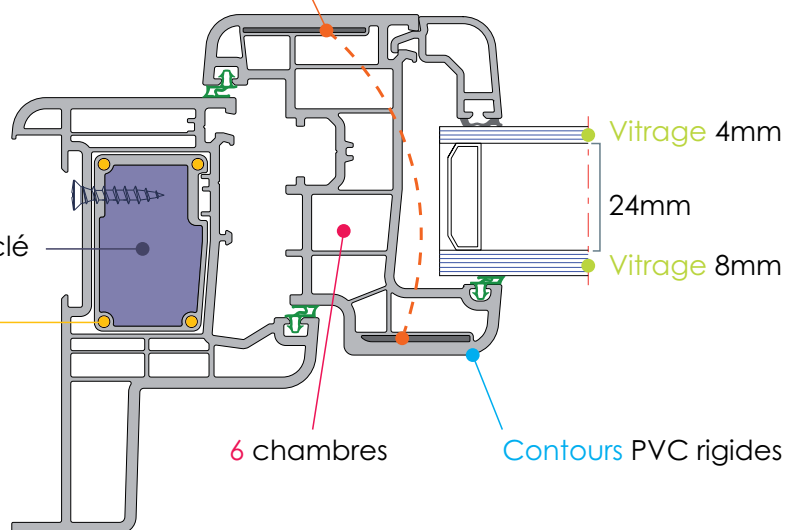 Vitrage 4mm
24mm
clé
Vitrage 8mm
6 chambres
Contours PVC rigides